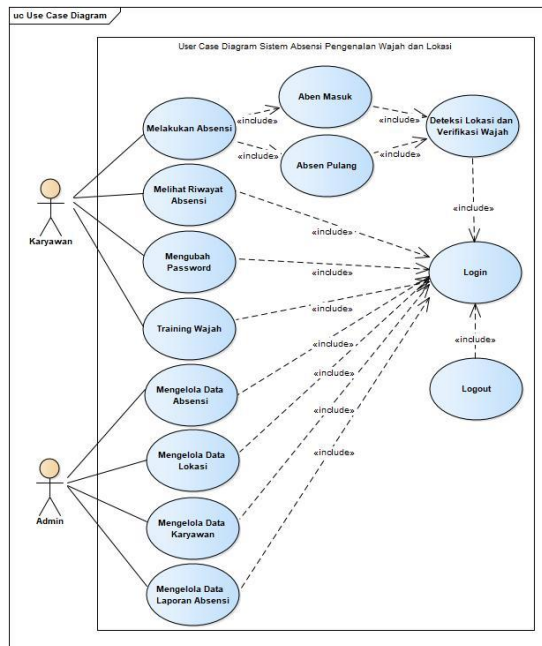 uc Use Case Diagram
User Case Diagram Sistem Absensi Pengenalan Wajah dan Lokasi
Aben Masuk
«include»
«include»
Melakukan Absensi
Deteksi Lokasi dan
Verifikasi Wajah
«include»
«include»
Absen Pulang
Melihat Riwayat
Absensi
Karyawan
«include»
«include»
Mengubah
Password
«include»
Login
Training Wajah
«include»
«include»
«include»
Mengelola Data
Absensi
«include»
Logout
«include»
Mengelola Data
Lokasi
«include»
Admin
Mengelola Data
Karyawan
Mengelola Data
Laporan Absensi